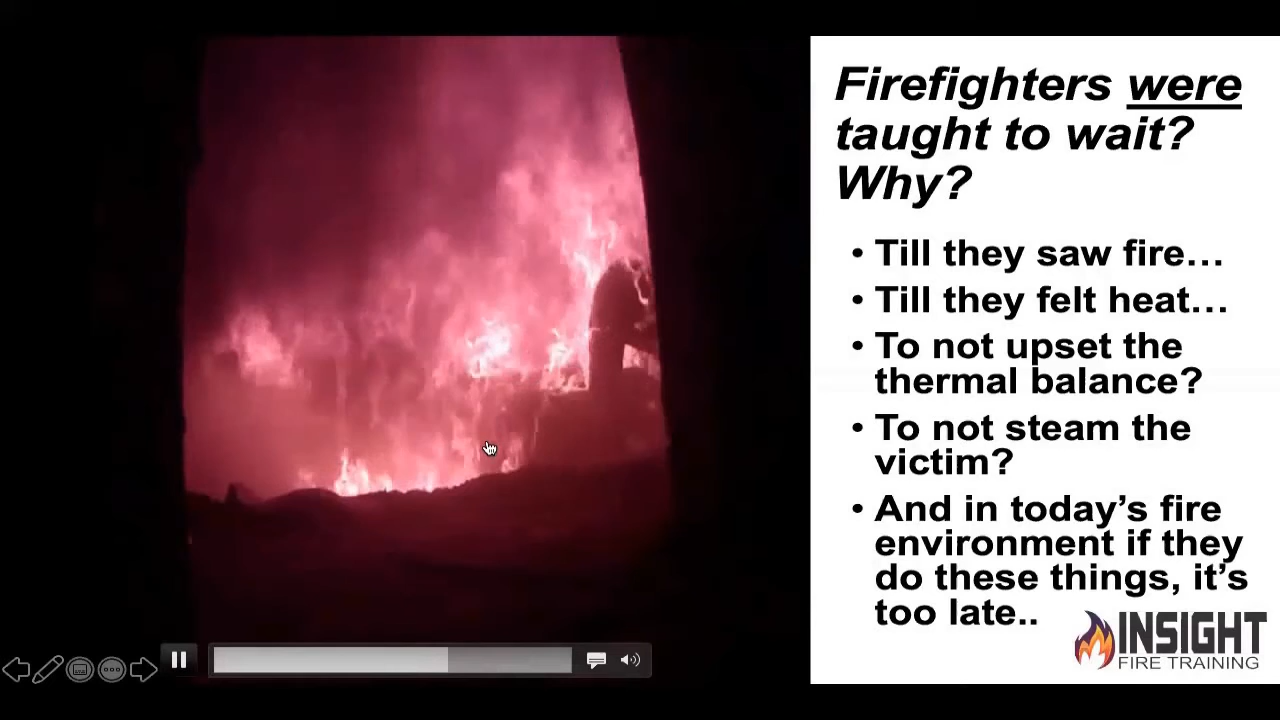 Firefighters were
taught to wait?
Why?
• Till they saw fire…
• Till they felt heat…
• To not upset the
thermal balance?
• To not steam the
victim?
• And in today’s fire
environment if they
do these things, it’s
too late..
INSIGHT
FIRE TRAINING